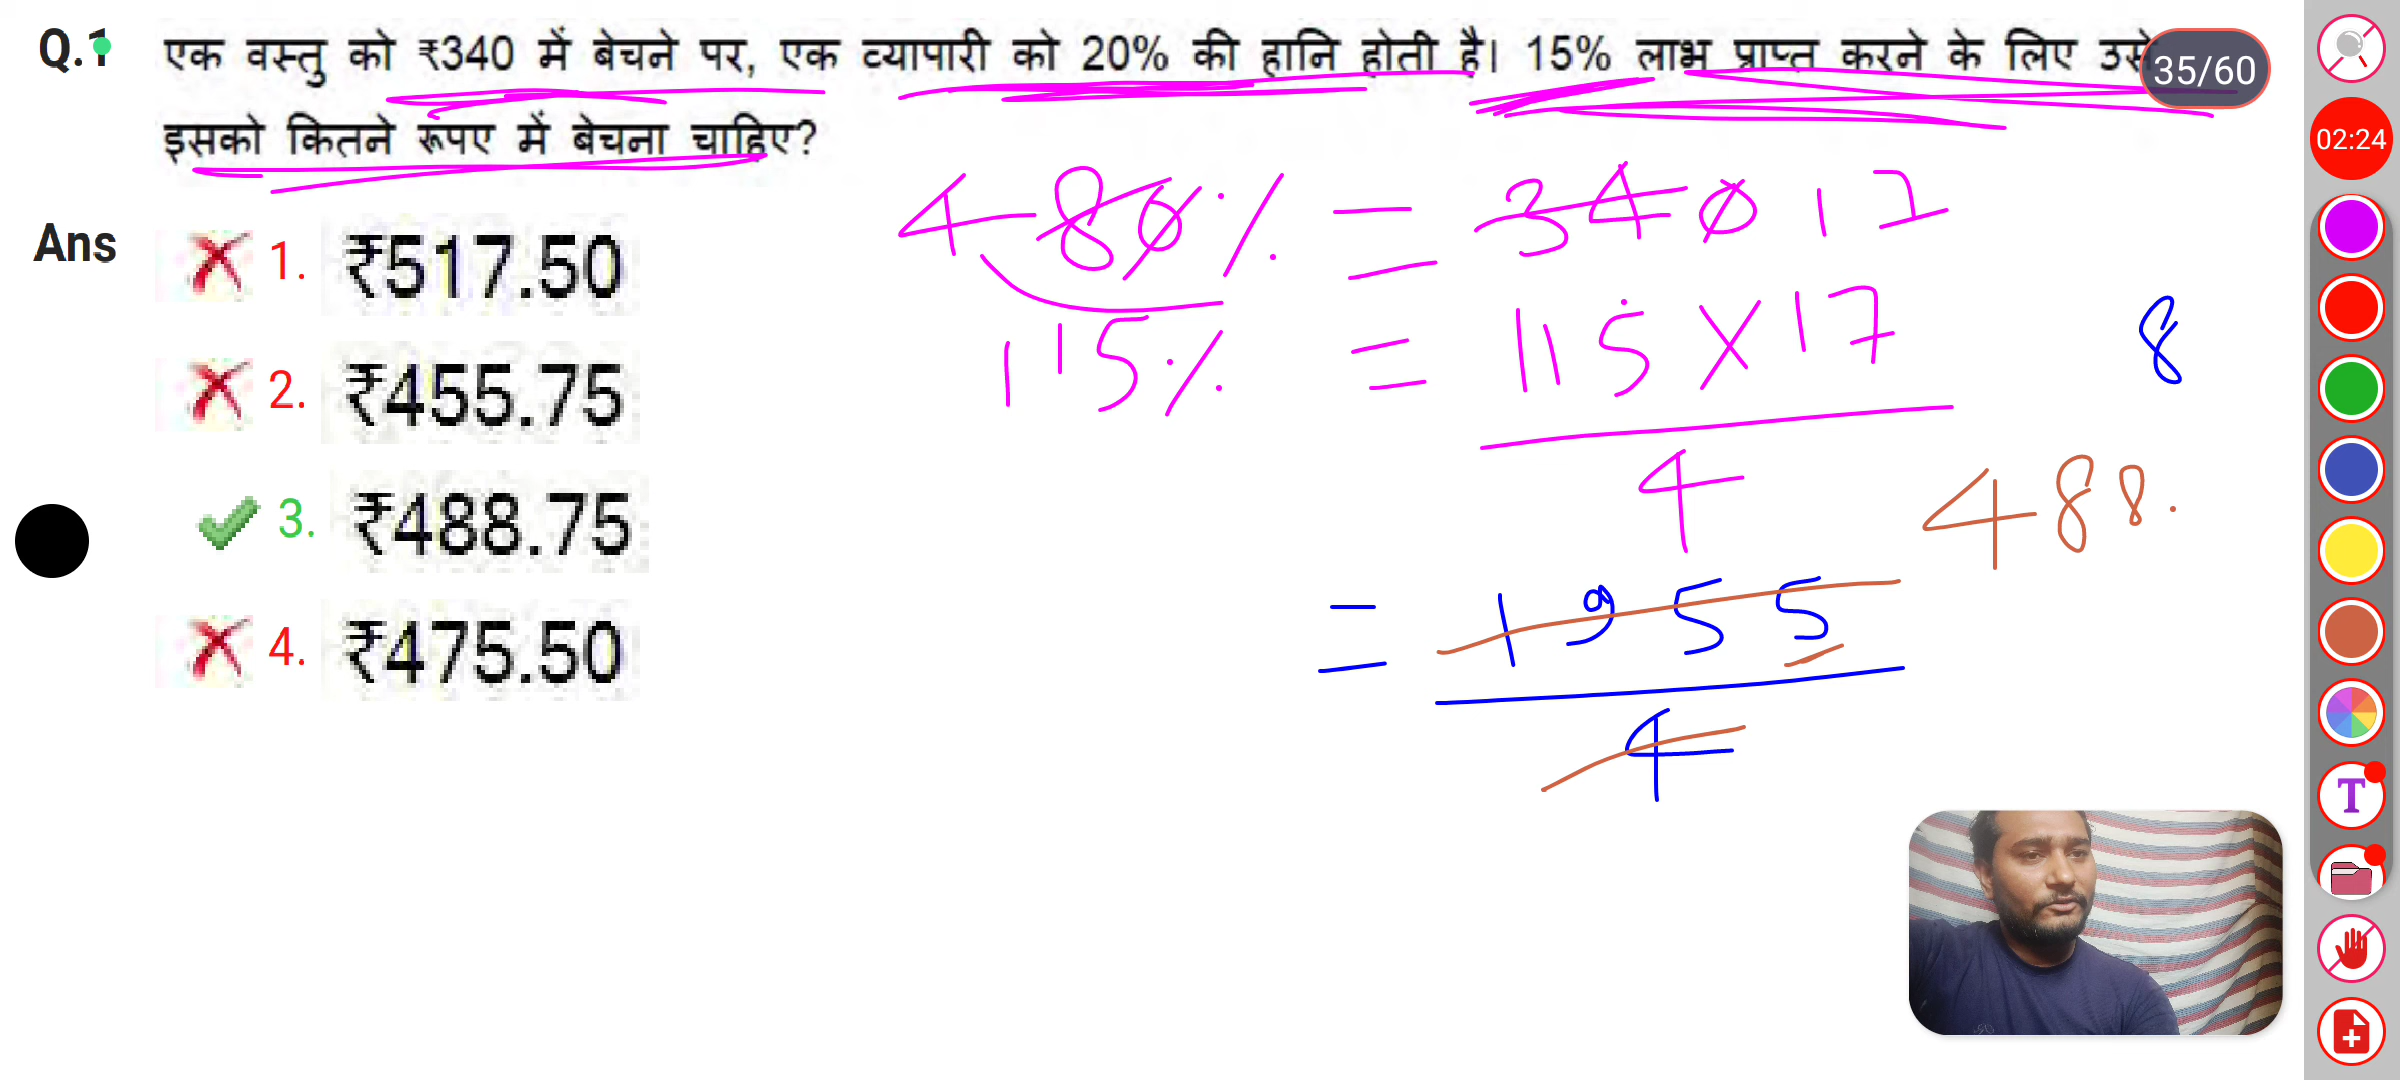 Q.1 एक वस्तु को ₹340 में बेचने पर, एक व्यापारी को 20% की हानि होती है। 15% लाभ प्राप्त करने के लिए उसे
35/60
इसको कितने रूपए में बेचना चाहिए?
02:24
Ans
1. ₹517.50
2. ₹455.75
3. ₹488.75
4. ₹475.50
4 80% = 340 17
115% = 115 X 17
4
8
488.
= 1955
4
T